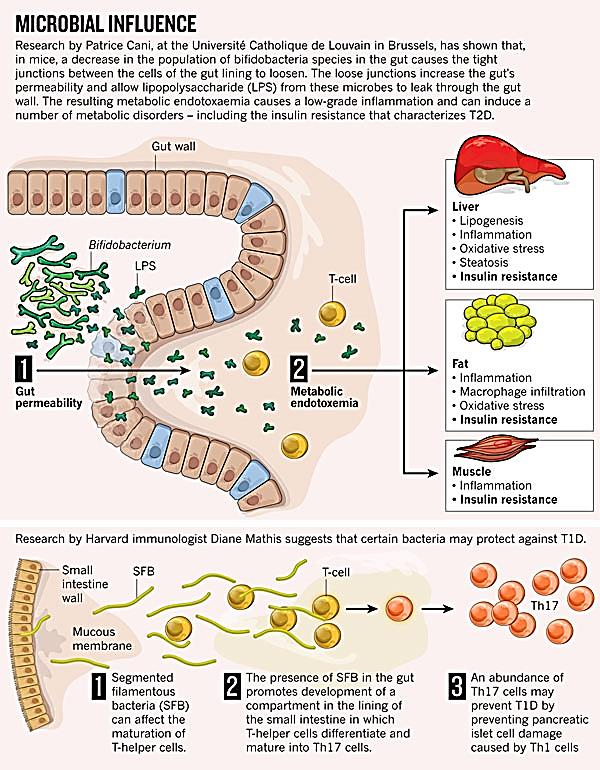 MICROBIAL INFLUENCE
Research by Patrice Cani, at the Université Catholique de Louvain in Brussels, has shown that,
in mice, a decrease in the population of bifidobacteria species in the gut causes the tight
junctions between the cells of the gut lining to loosen. The loose junctions increase the gut's
permeability and allow lipopolysaccharide (LPS) from these microbes to leak through the gut
wall. The resulting metabolic endotoxaemia causes a low-grade inflammation and can induce a
number of metabolic disorders – including the insulin resistance that characterizes T2D.
Gut wall
Bifidobacterium
LPS
T-cell
1
Gut
permeability
2
Metabolic
endotoxemia
Liver
• Lipogenesis
• Inflammation
• Oxidative stress
• Steatosis
• Insulin resistance
Fat
• Inflammation
• Macrophage infiltration
• Oxidative stress
• Insulin resistance
Muscle
• Inflammation
• Insulin resistance
Research by Harvard immunologist Diane Mathis suggests that certain bacteria may protect against T1D.
Small
intestine
wall
SFB
T-cell
Th17
Mucous
membrane
1
Segmented
filamentous
bacteria (SFB)
can affect the
maturation of
T-helper cells.
2
The presence of SFB in the gut
promotes development of a
compartment in the lining of
the small intestine in which
T-helper cells differentiate and
mature into Th17 cells.
3
An abundance of
Th17 cells may
prevent T1D by
preventing pancreatic
islet cell damage
caused by Th1 cells